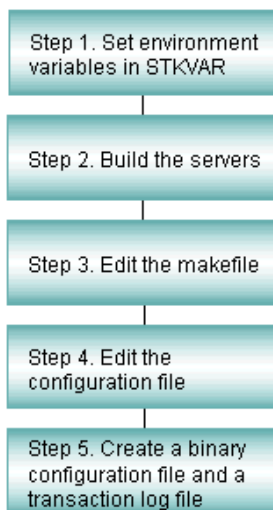 Step 1. Set environment
variables in STKVAR
Step 2. Build the servers
Step 3. Edit the makefile
Step 4. Edit the
configuration file
Step 5. Create a binary
configuration file and a
transaction log file